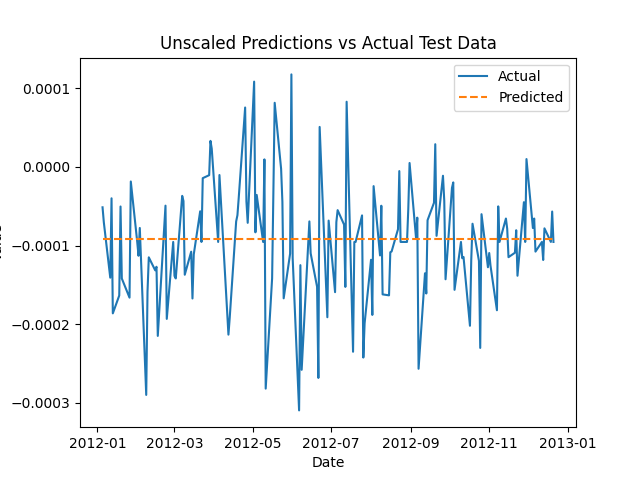 Unscaled Predictions vs Actual Test Data
Actual
Predicted
0.0001
0.0000
−0.0001
−0.0002
−0.0003
2012-01 2012-03 2012-05 2012-07 2012-09 2012-11 2013-01
Date